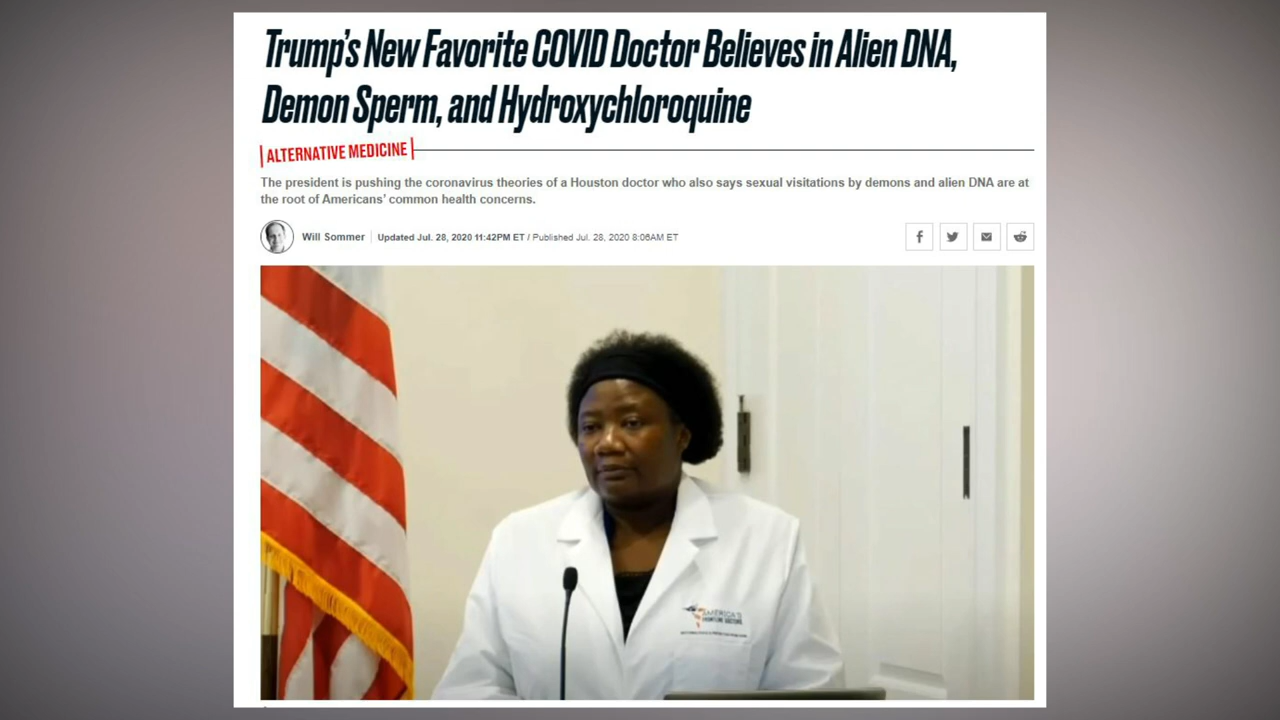 Trump's New Favorite COVID Doctor Believes in Alien DNA,
Demon Sperm, and Hydroxychloroquine
ALTERNATIVE MEDICINE
The president is pushing the coronavirus theories of a Houston doctor who also says sexual visitations by demons and alien DNA are at
the root of Americans' common health concerns.
Will Sommer Updated Jul. 28, 2020 11:42PM ET / Published Jul. 28, 2020 8:06AM ET
AMERICA'S
FRONTLINE DOCTORS